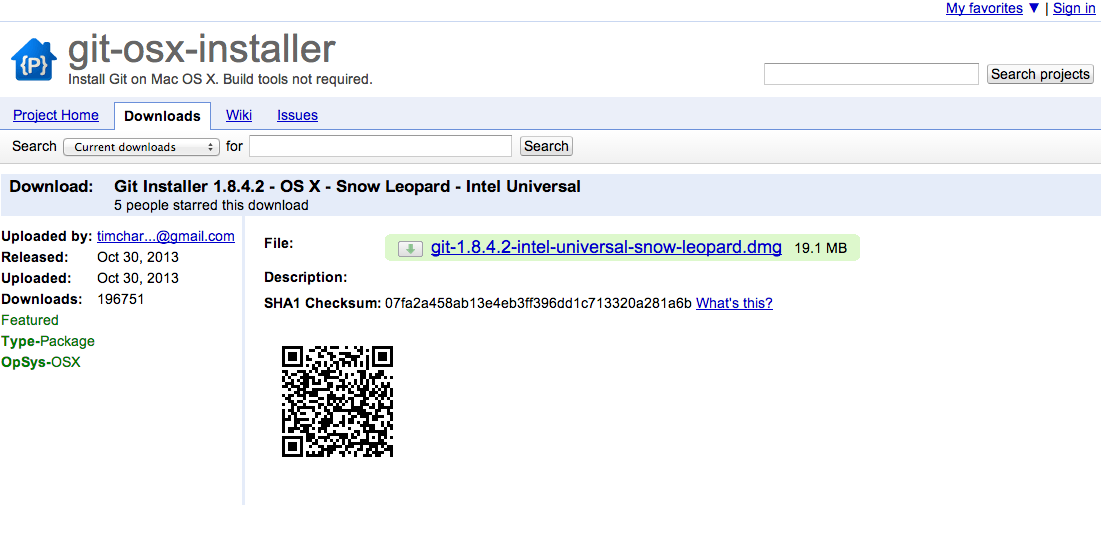 My favorites ▼ | Sign in
{P}
git-osx-installer
Install Git on Mac OS X. Build tools not required.
Search projects
Project Home Downloads Wiki Issues
Search Current downloads for Search
Download: Git Installer 1.8.4.2 - OS X - Snow Leopard - Intel Universal
5 people starred this download
Uploaded by: timchar...@gmail.com
Released: Oct 30, 2013
Uploaded: Oct 30, 2013
Downloads: 196751
Featured
Type-Package
OpSys-OSX
File: git-1.8.4.2-intel-universal-snow-leopard.dmg 19.1 MB
Description:
SHA1 Checksum: 07fa2a458ab13e4eb3ff396dd1c713320a281a6b What's this?